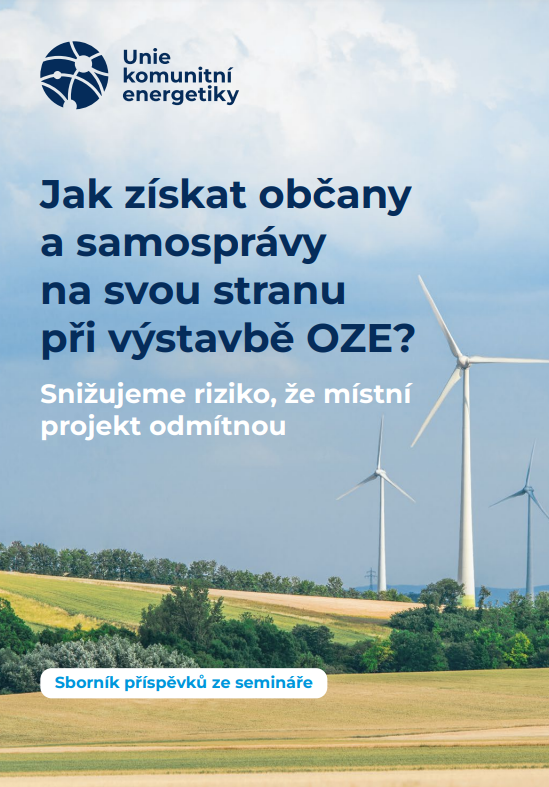 Unie
komunitní
energetiky
Jak získat občany
a samosprávy
na svou stranu
při výstavbě OZE?
Snižujeme riziko, že místní
projekt odmítnou
Sborník příspěvků ze semináře